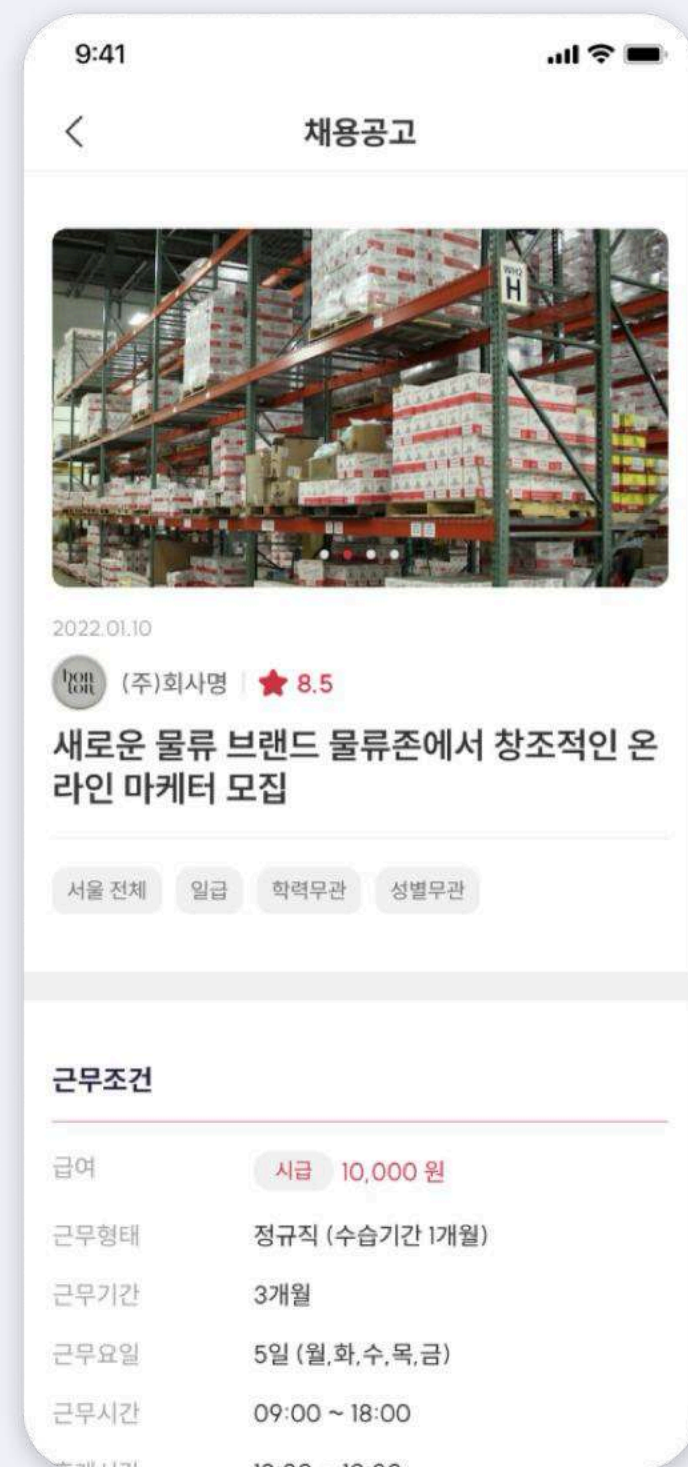 9:41
채용공고
WH2
H
2022.01.10
bon
ton
(주)회사명
8.5
새로운 물류 브랜드 물류존에서 창조적인 온
라인 마케터 모집
서울 전체 일급 학력무관 성별무관
근무조건
급여 시급 10,000 원
근무형태 정규직 (수습기간 1개월)
근무기간 3개월
근무요일 5일 (월,화,수,목,금)
근무시간 09:00 ~ 18:00